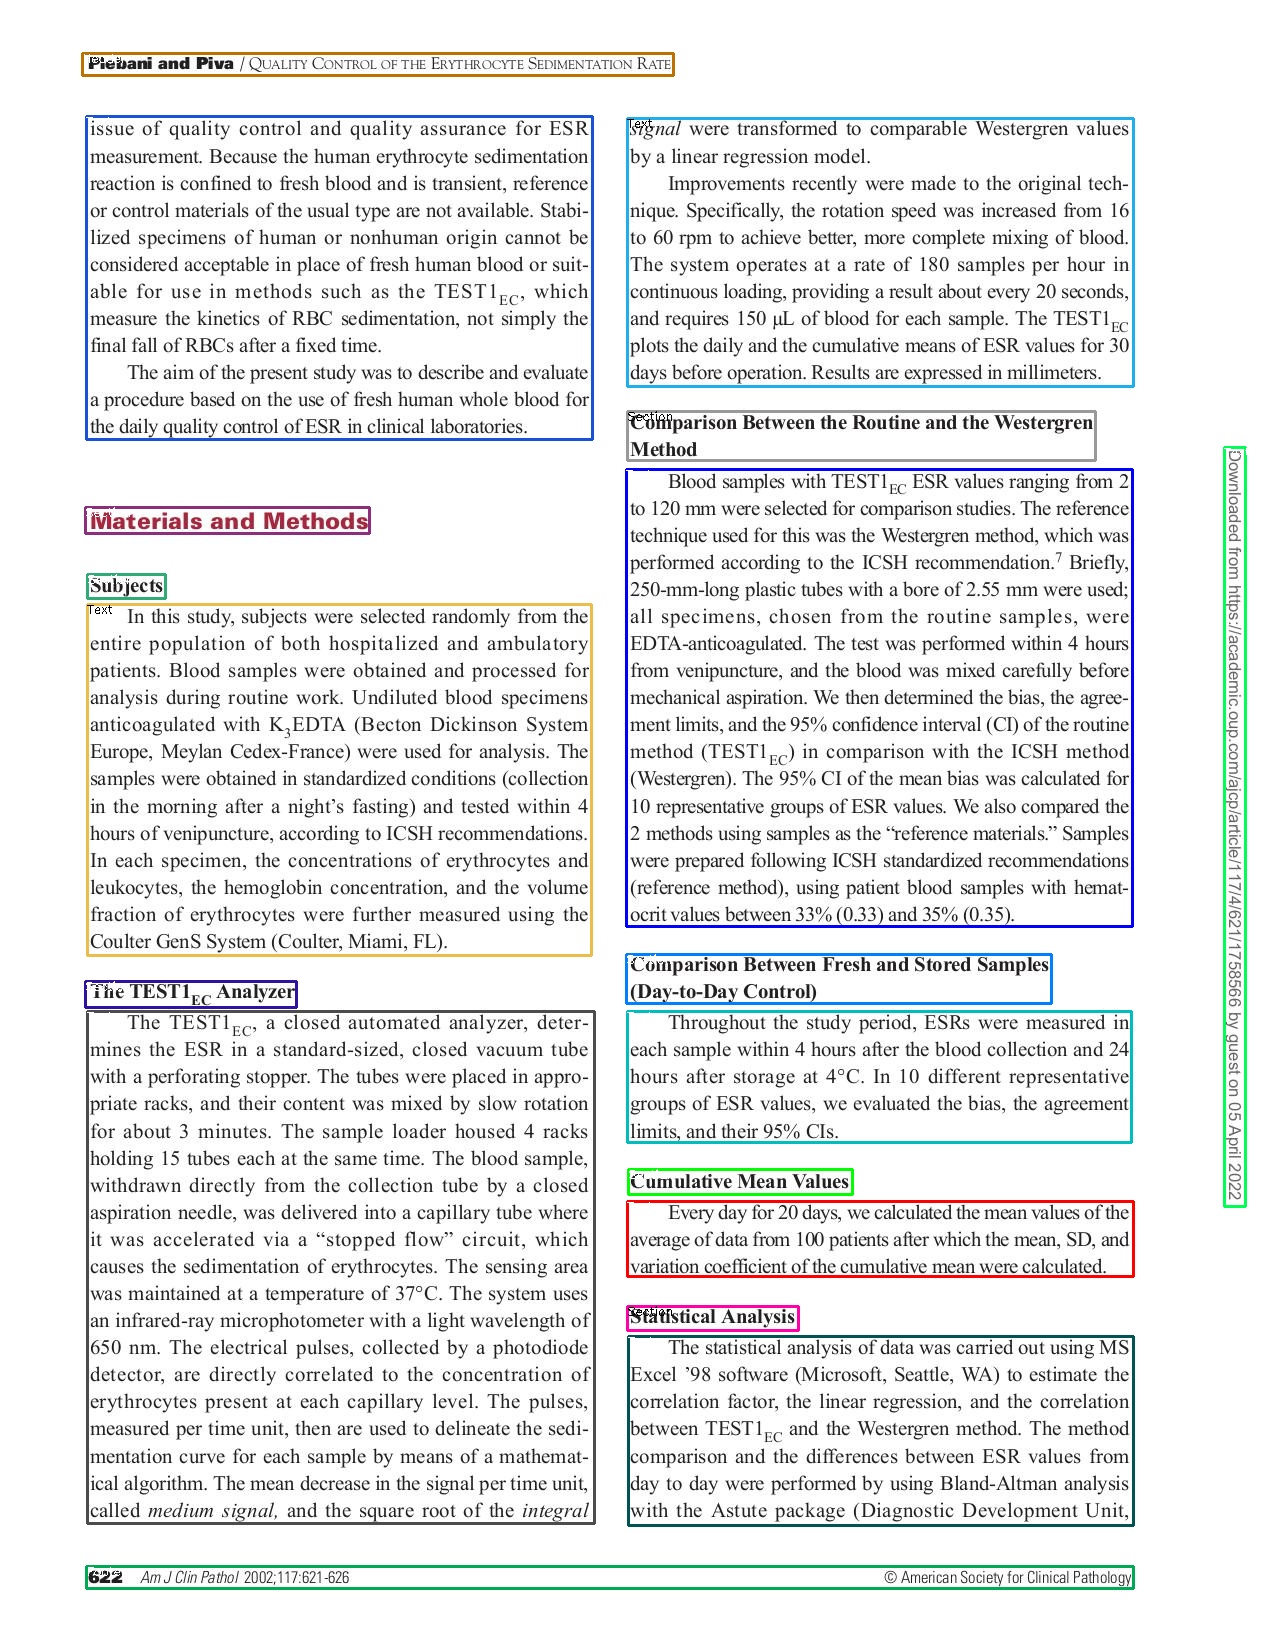 Plebani and Piva / QUALITY CONTROL OF THE ERYTHROCYTE SEDIMENTATION RATE
issue of quality control and quality assurance for ESR
measurement. Because the human erythrocyte sedimentation
reaction is confined to fresh blood and is transient, reference
or control materials of the usual type are not available. Stabi-
lized specimens of human or nonhuman origin cannot be
considered acceptable in place of fresh human blood or suit-
able for use in methods such as the TEST1EC, which
measure the kinetics of RBC sedimentation, not simply the
final fall of RBCs after a fixed time.
The aim of the present study was to describe and evaluate
a procedure based on the use of fresh human whole blood for
the daily quality control of ESR in clinical laboratories.
Materials and Methods
Subjects
Text
In this study, subjects were selected randomly from the
entire population of both hospitalized and ambulatory
patients. Blood samples were obtained and processed for
analysis during routine work. Undiluted blood specimens
anticoagulated with K3EDTA (Becton Dickinson System
Europe, Meylan Cedex-France) were used for analysis. The
samples were obtained in standardized conditions (collection
in the morning after a night’s fasting) and tested within 4
hours of venipuncture, according to ICSH recommendations.
In each specimen, the concentrations of erythrocytes and
leukocytes, the hemoglobin concentration, and the volume
fraction of erythrocytes were further measured using the
Coulter GenS System (Coulter, Miami, FL).
The TEST1EC Analyzer
The TEST1EC, a closed automated analyzer, deter-
mines the ESR in a standard-sized, closed vacuum tube
with a perforating stopper. The tubes were placed in appro-
priate racks, and their content was mixed by slow rotation
for about 3 minutes. The sample loader housed 4 racks
holding 15 tubes each at the same time. The blood sample,
withdrawn directly from the collection tube by a closed
aspiration needle, was delivered into a capillary tube where
it was accelerated via a “stopped flow” circuit, which
causes the sedimentation of erythrocytes. The sensing area
was maintained at a temperature of 37°C. The system uses
an infrared-ray microphotometer with a light wavelength of
650 nm. The electrical pulses, collected by a photodiode
detector, are directly correlated to the concentration of
erythrocytes present at each capillary level. The pulses,
measured per time unit, then are used to delineate the sedi-
mentation curve for each sample by means of a mathemat-
ical algorithm. The mean decrease in the signal per time unit,
called medium signal, and the square root of the integral
Text
signal were transformed to comparable Westergren values
by a linear regression model.
Improvements recently were made to the original tech-
nique. Specifically, the rotation speed was increased from 16
to 60 rpm to achieve better, more complete mixing of blood.
The system operates at a rate of 180 samples per hour in
continuous loading, providing a result about every 20 seconds,
and requires 150 μL of blood for each sample. The TEST1EC
plots the daily and the cumulative means of ESR values for 30
days before operation. Results are expressed in millimeters.
Section
Comparison Between the Routine and the Westergren
Method
Blood samples with TEST1EC ESR values ranging from 2
to 120 mm were selected for comparison studies. The reference
technique used for this was the Westergren method, which was
performed according to the ICSH recommendation.7 Briefly,
250-mm-long plastic tubes with a bore of 2.55 mm were used;
all specimens, chosen from the routine samples, were
EDTA-anticoagulated. The test was performed within 4 hours
from venipuncture, and the blood was mixed carefully before
mechanical aspiration. We then determined the bias, the agree-
ment limits, and the 95% confidence interval (CI) of the routine
method (TEST1EC) in comparison with the ICSH method
(Westergren). The 95% CI of the mean bias was calculated for
10 representative groups of ESR values. We also compared the
2 methods using samples as the “reference materials.” Samples
were prepared following ICSH standardized recommendations
(reference method), using patient blood samples with hemat-
ocrit values between 33% (0.33) and 35% (0.35).
Comparison Between Fresh and Stored Samples
(Day-to-Day Control)
Throughout the study period, ESRs were measured in
each sample within 4 hours after the blood collection and 24
hours after storage at 4°C. In 10 different representative
groups of ESR values, we evaluated the bias, the agreement
limits, and their 95% CIs.
Cumulative Mean Values
Every day for 20 days, we calculated the mean values of the
average of data from 100 patients after which the mean, SD, and
variation coefficient of the cumulative mean were calculated.
Section
Statistical Analysis
The statistical analysis of data was carried out using MS
Excel ’98 software (Microsoft, Seattle, WA) to estimate the
correlation factor, the linear regression, and the correlation
between TEST1EC and the Westergren method. The method
comparison and the differences between ESR values from
day to day were performed by using Bland-Altman analysis
with the Astute package (Diagnostic Development Unit,
622 Am J Clin Pathol 2002;117:621-626
© American Society for Clinical Pathology
Downloaded from https://academic.oup.com/ajcp/article/117/4/621/1758566 by guest on 05 April 2022